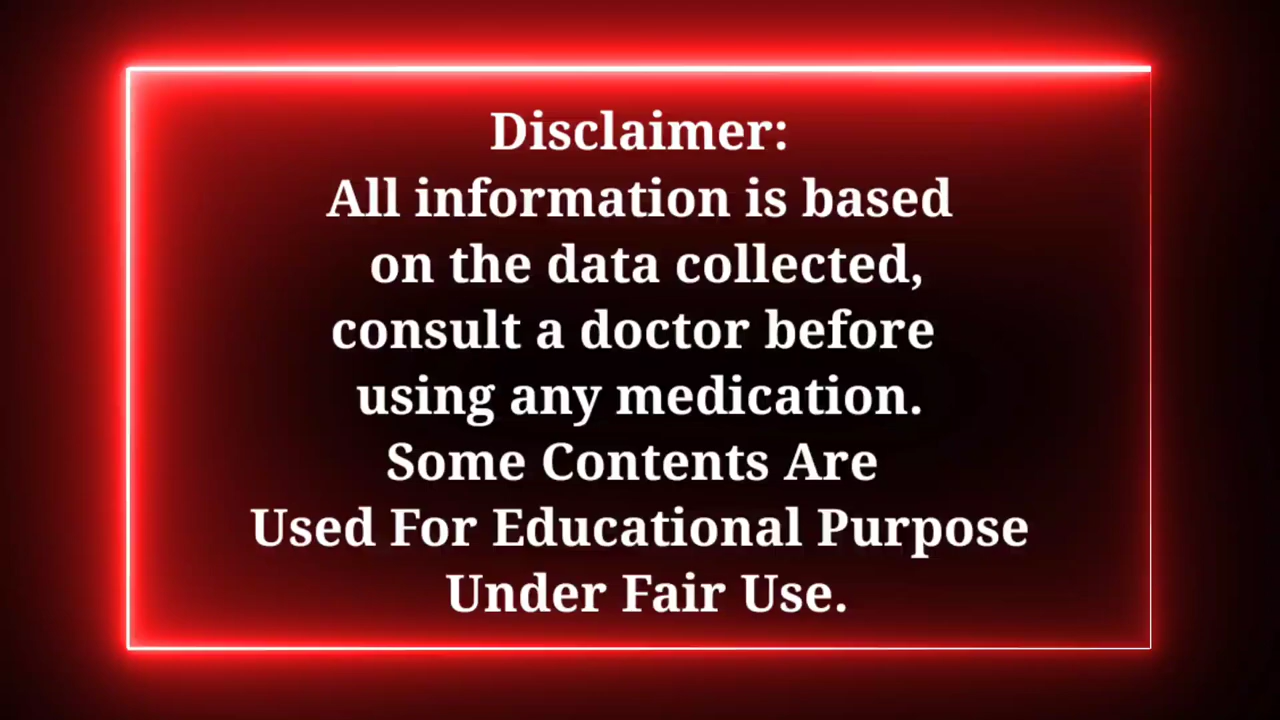 Disclaimer:
All information is based
on the data collected,
consult a doctor before
using any medication.
Some Contents Are
Used For Educational Purpose
Under Fair Use.